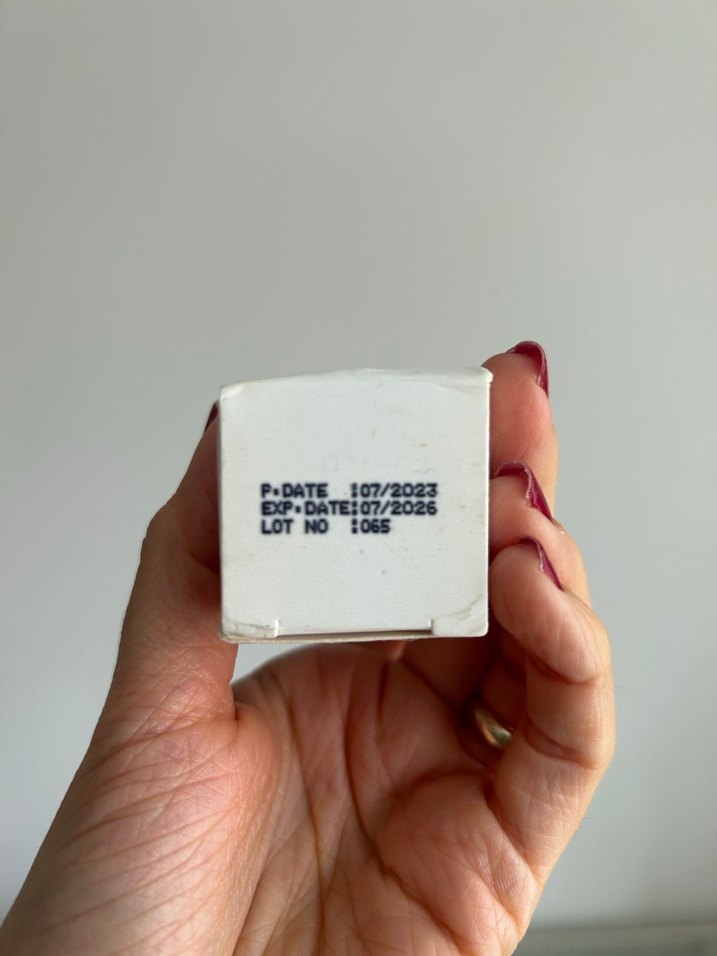 P.DATE :07/2023
EXP.DATE:07/2026
LOT NO :065